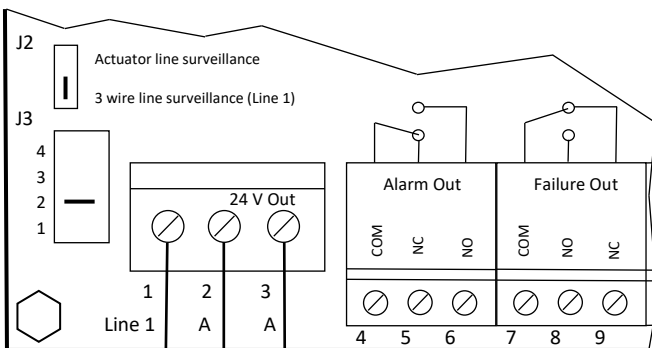 J2
Actuator line surveillance
3 wire line surveillance (Line 1)
J3
4
3
2
1
24 V Out
Alarm Out
Failure Out
COM
NC
NO
COM
NO
NC
1 2 3
Line 1 A A
4 5 6 7 8 9